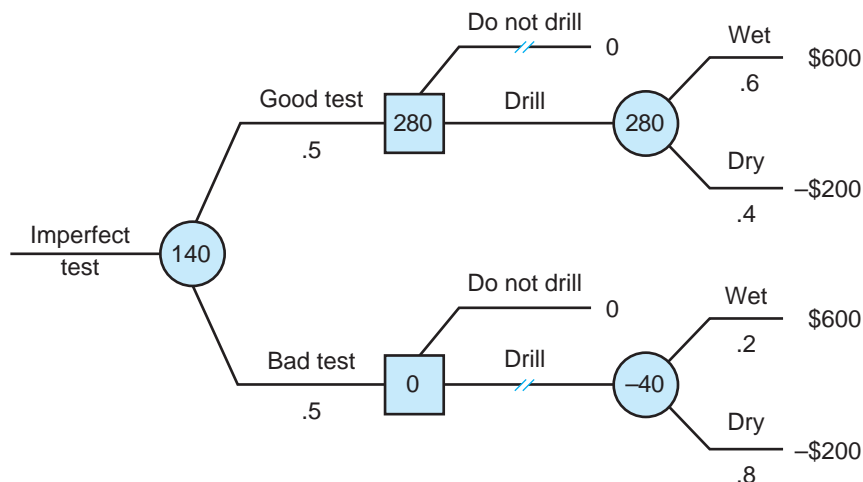 Do not drill
0
Wet
$600
.6
Good test
.5
280
Drill
280
Dry
–$200
.4
Imperfect
test
140
Do not drill
0
Wet
$600
.2
Bad test
.5
0
Drill
–40
Dry
–$200
.8